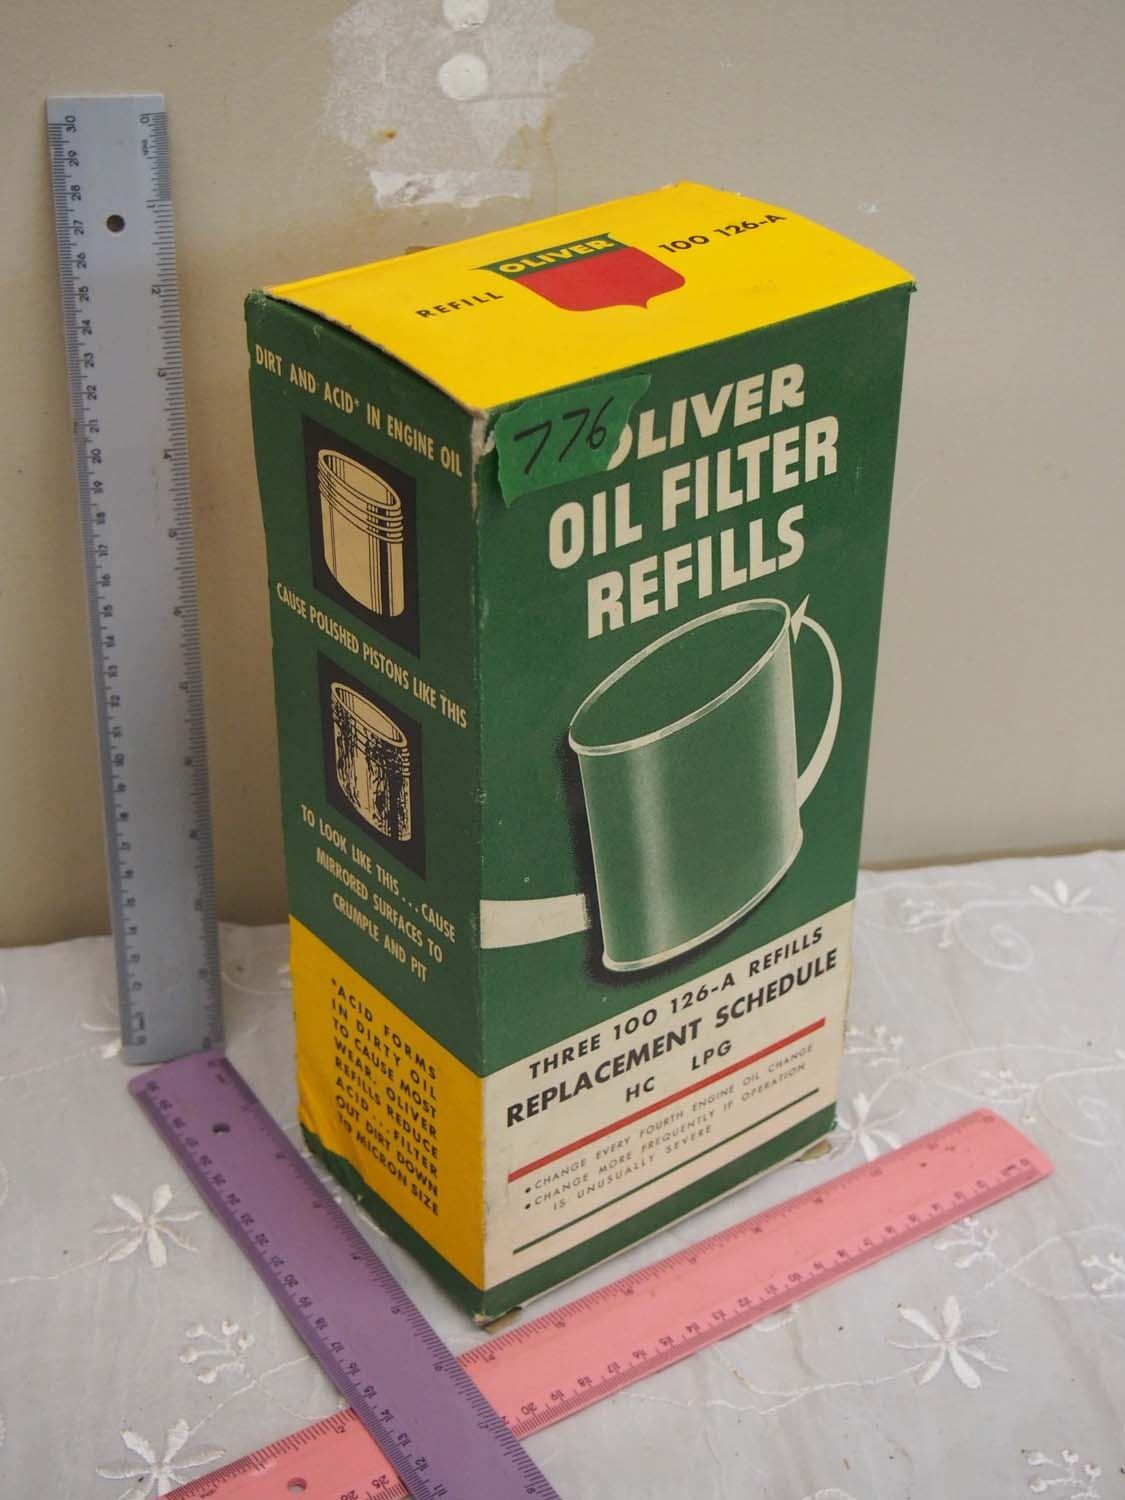 REFILL
OLIVER
100 126-A
776
OLIVER
OIL FILTER
REFILLS
THREE 100 126-A REFILLS
REPLACEMENT SCHEDULE
HC LPG
• CHANGE EVERY FOURTH ENGINE OIL CHANGE
• CHANGE MORE FREQUENTLY IF OPERATION
IS UNUSUALLY SEVERE
DIRT AND ACID* IN ENGINE OIL
CAUSE POLISHED PISTONS LIKE THIS
TO LOOK LIKE THIS...CAUSE
MIRRORED SURFACES TO
CRUMPLE AND PIT
*ACID FORMS
IN DIRTY OIL
TO CAUSE MOST
WEAR. OLIVER
REFILLS REDUCE
ACID...FILTER
OUT DIRT DOWN
TO MICRON SIZE